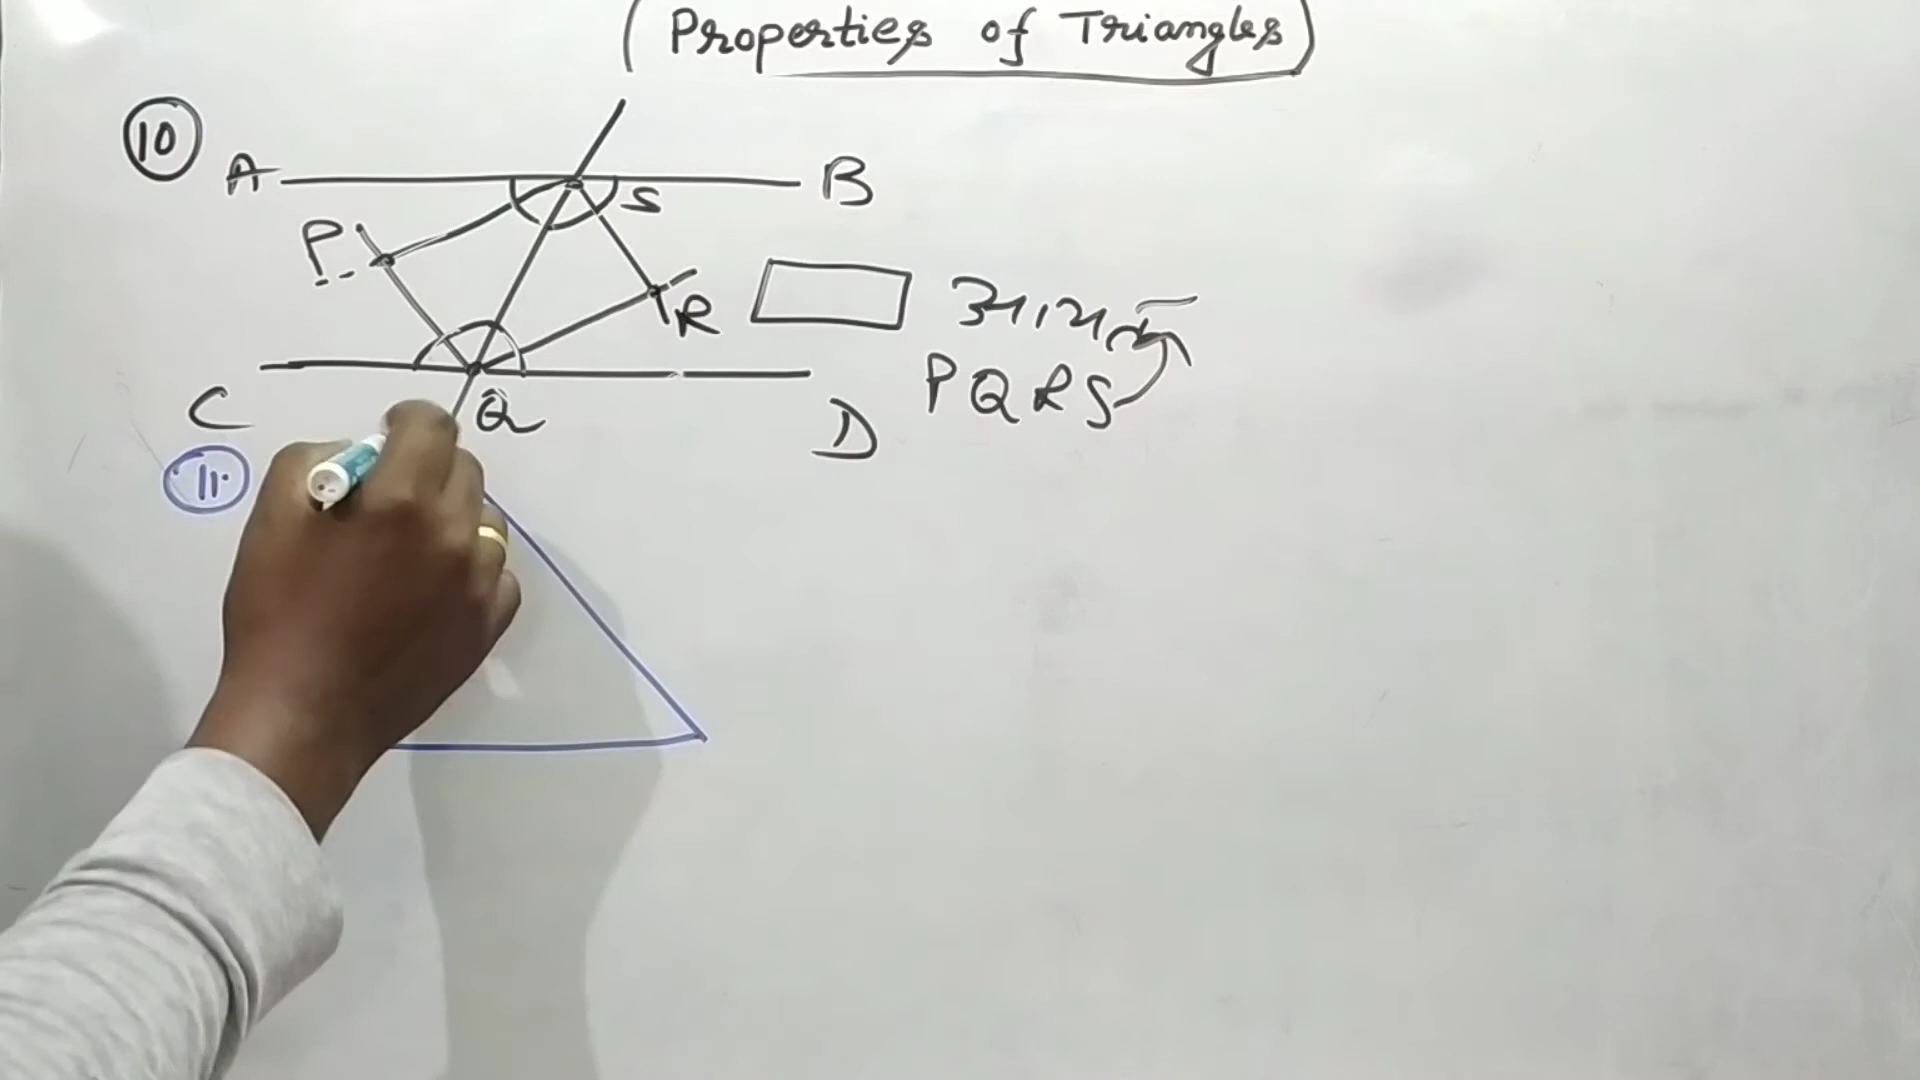 (Properties of Triangles)
10
A
B
S
P
R
आयत
PQRS
C
Q
D
11.